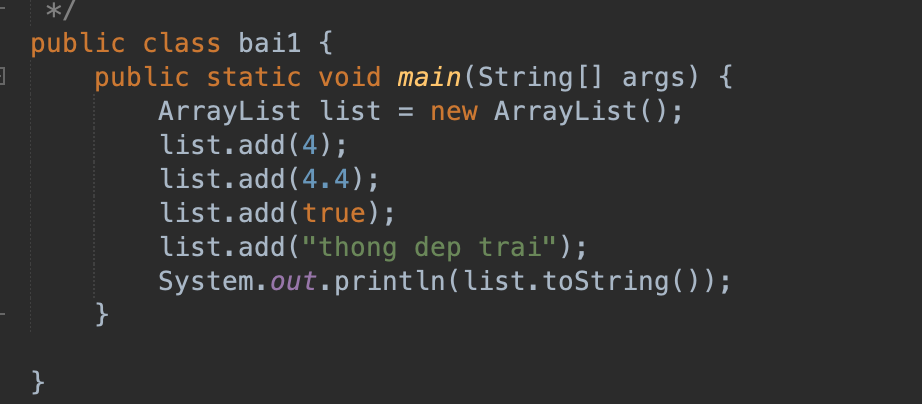 */
public class bai1 {
    public static void main(String[] args) {
        ArrayList list = new ArrayList();
        list.add(4);
        list.add(4.4);
        list.add(true);
        list.add("thong dep trai");
        System.out.println(list.toString());
    }
}